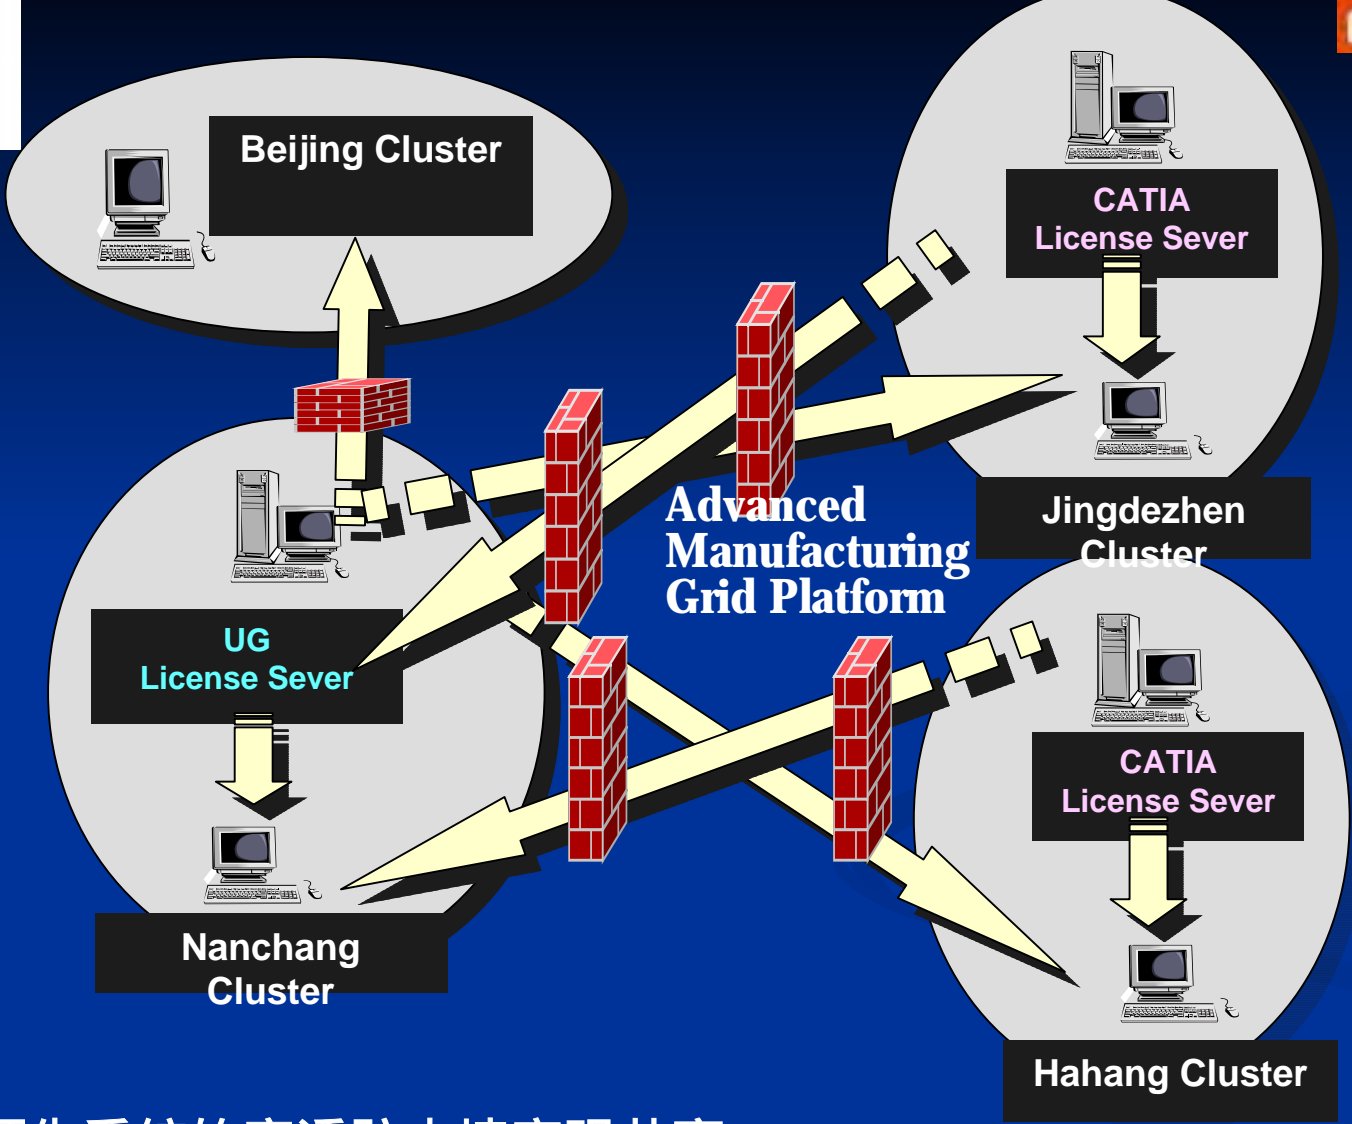 Beijing Cluster
CATIA
License Sever
Jingdezhen
Cluster
Advanced
Manufacturing
Grid Platform
UG
License Sever
CATIA
License Sever
Nanchang
Cluster
Hahang Cluster